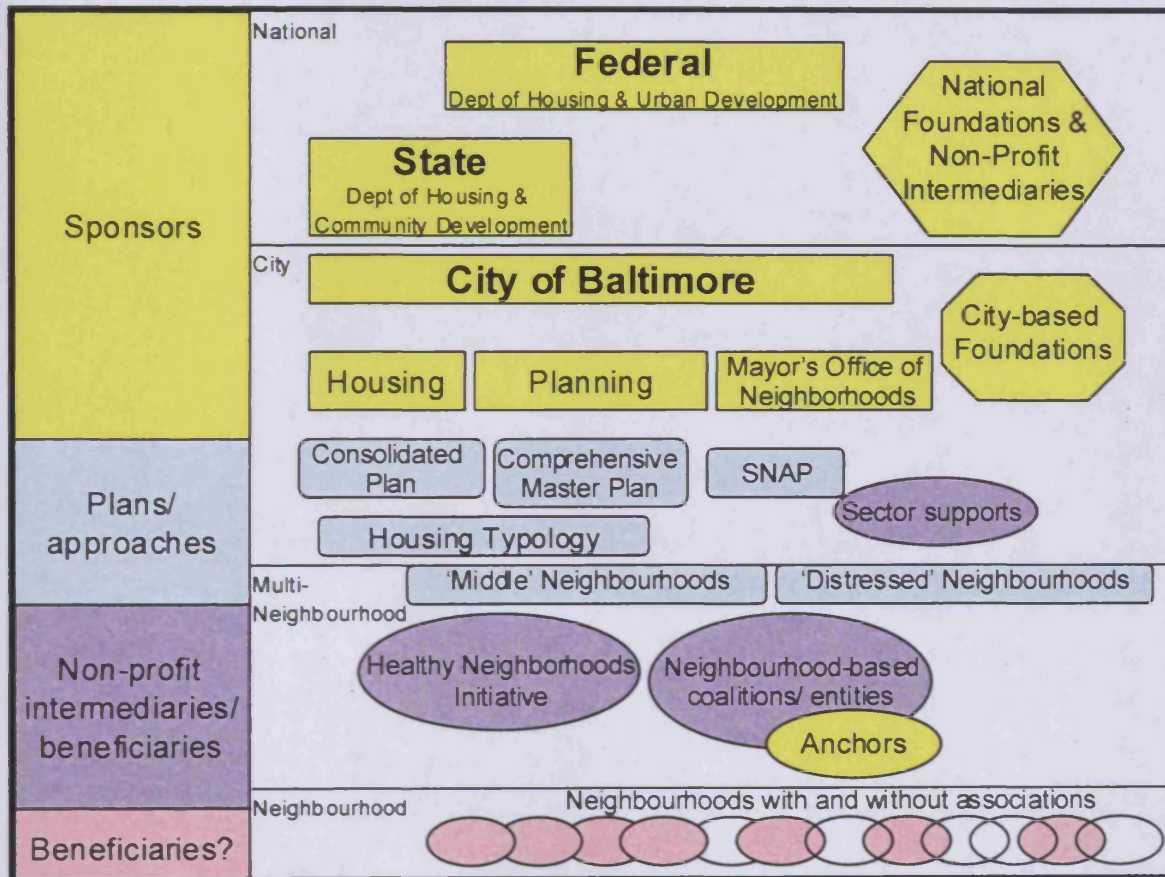 Sponsors
Plans/
approaches
Non-profit
intermediaries/
beneficiaries
Beneficiaries?
National
Federal
Dept of Housing & Urban Development
State
Dept of Housing &
Community Development
National
Foundations &
Non-Profit
Intermediaries
City
City of Baltimore
City-based
Foundations
Housing
Planning
Mayor's Office of
Neighborhoods
Consolidated
Plan
Comprehensive
Master Plan
SNAP
Sector supports
Housing Typology
Multi-
Neighbourhood
'Middle' Neighbourhoods
'Distressed' Neighbourhoods
Healthy Neighborhoods
Initiative
Neighbourhood-based
coalitions/ entities
Anchors
Neighbourhood
Neighbourhoods with and without associations